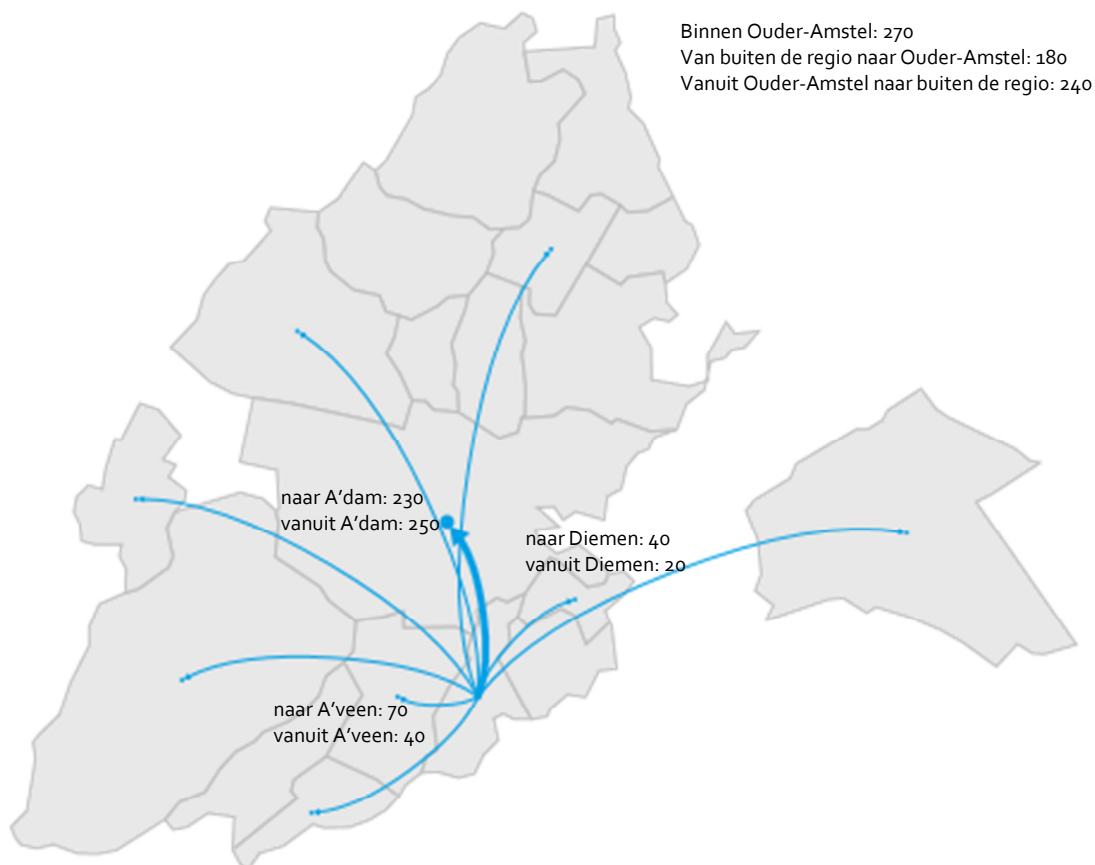 Binnen Ouder-Amstel: 270
Van buiten de regio naar Ouder-Amstel: 180
Vanuit Ouder-Amstel naar buiten de regio: 240
naar A'dam: 230
vanuit A'dam: 250
naar Diemen: 40
vanuit Diemen: 20
naar A'veen: 70
vanuit A'veen: 40